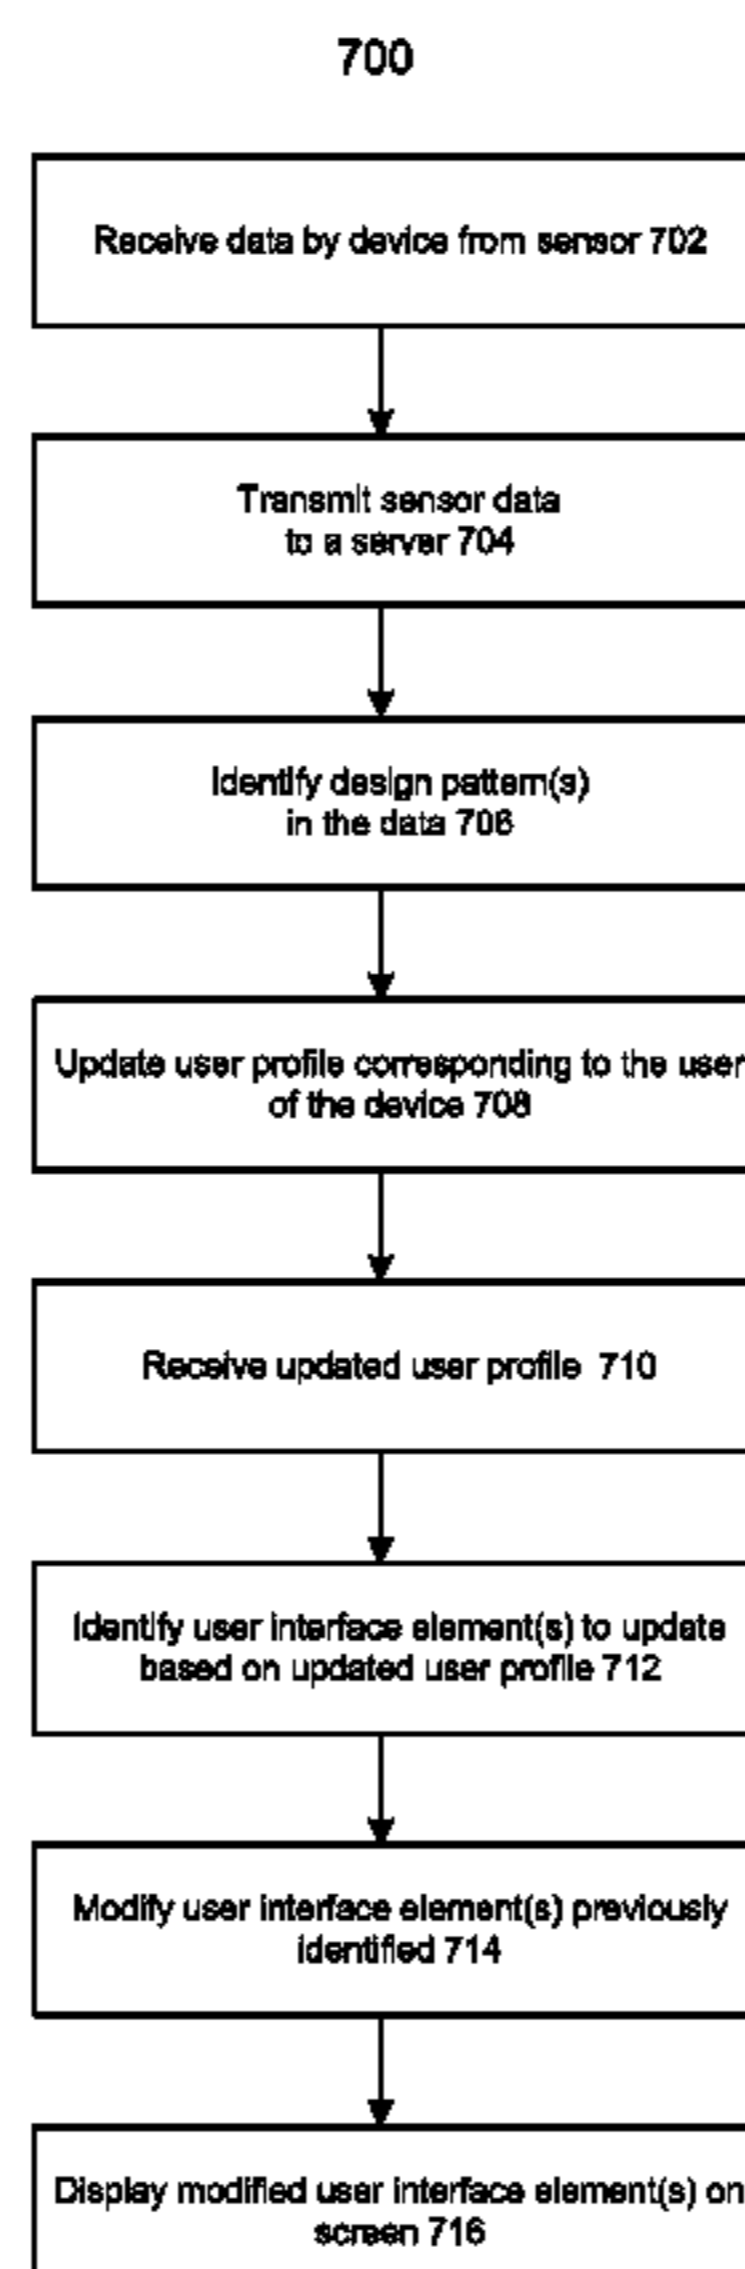 700
Receive data by device from sensor 702
Transmit sensor data
to a server 704
Identify design pattern(s)
in the data 706
Update user profile corresponding to the user
of the device 708
Receive updated user profile 710
Identify user interface element(s) to update
based on updated user profile 712
Modify user interface element(s) previously
identified 714
Display modified user interface element(s) on
screen 716